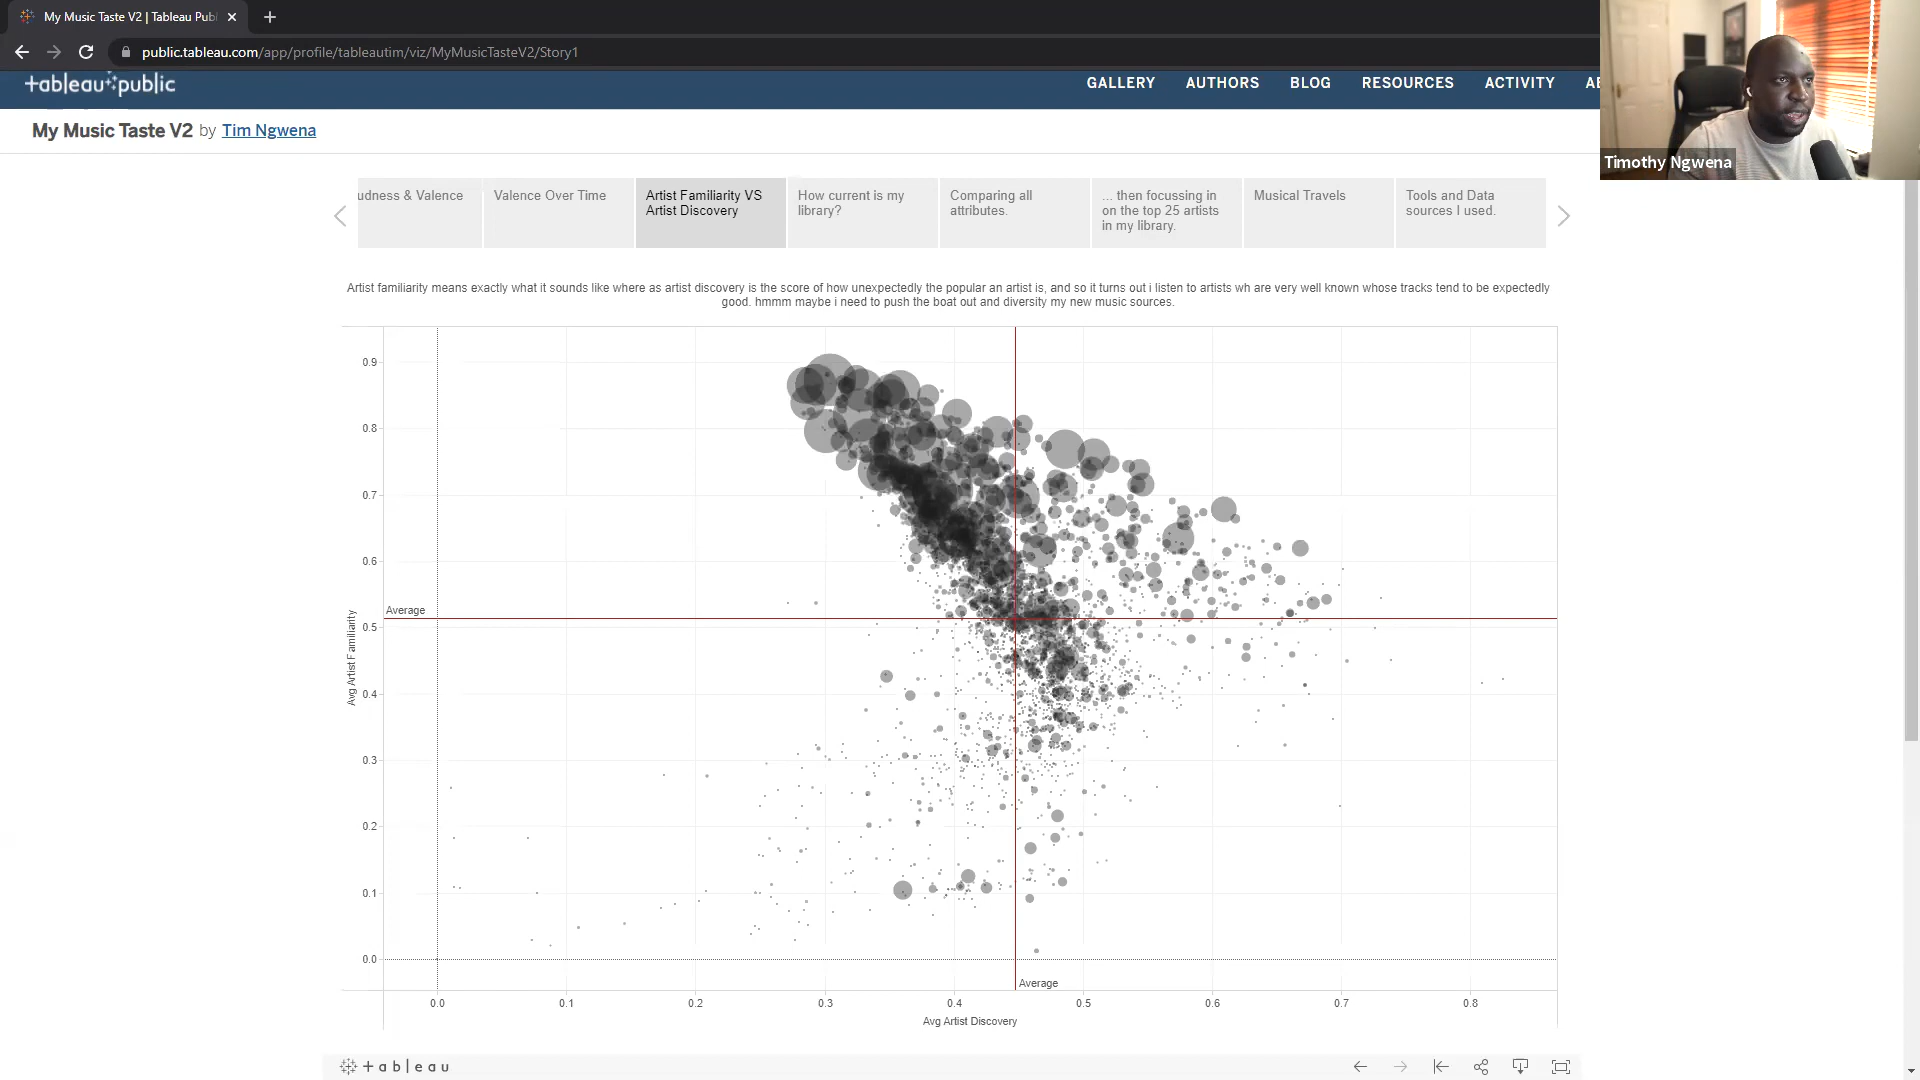 My Music Taste V2 | Tableau Publ
public.tableau.com/app/profile/tableautim/viz/MyMusicTasteV2/Story1
+ableau public
GALLERY AUTHORS BLOG RESOURCES ACTIVITY
My Music Taste V2 by Tim Ngwena
Timothy Ngwena
udness & Valence
Valence Over Time
Artist Familiarity VS
Artist Discovery
How current is my
library?
Comparing all
attributes.
... then focussing in
on the top 25 artists
in my library.
Musical Travels
Tools and Data
sources I used.
Artist familiarity means exactly what it sounds like where as artist discovery is the score of how unexpectedly the popular an artist is, and so it turns out i listen to artists wh are very well known whose tracks tend to be expectedly
good. hmmm maybe i need to push the boat out and diversity my new music sources.
0.9
0.8
0.7
0.6
Average
0.5
0.4
0.3
0.2
0.1
0.0
Avg Artist Familiarity
Average
0.0 0.1 0.2 0.3 0.4 0.5 0.6 0.7 0.8
Avg Artist Discovery
+ableau